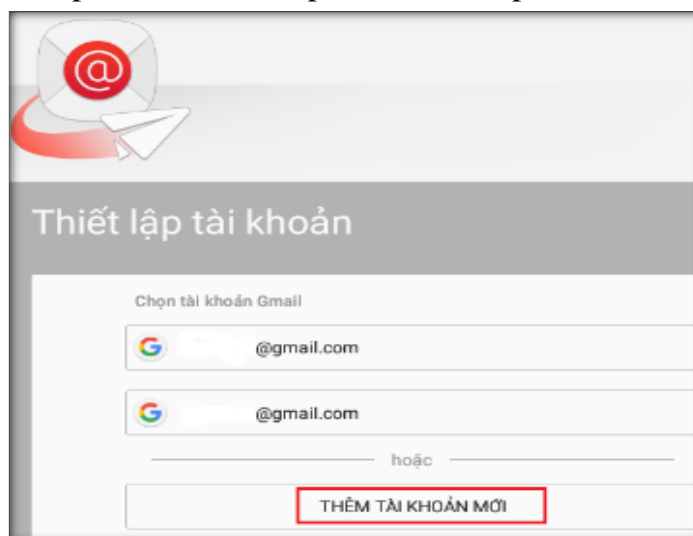 Thiết lập tài khoản
Chọn tài khoản Gmail
@gmail.com
@gmail.com
hoặc
THÊM TÀI KHOẢN MỚI